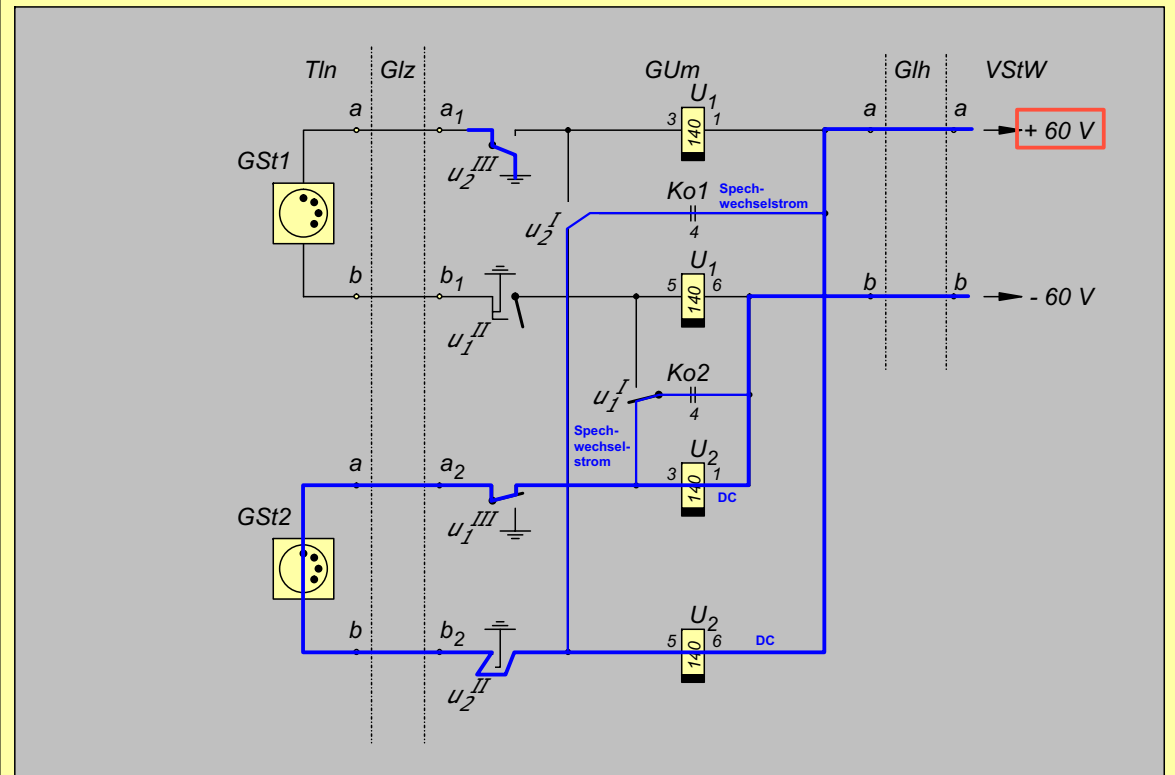 Tln Glz GUm Glh VStW
U1
a a1 3 140 1 a a + 60 V
GSt1
u2III
Ko1 Spech-
wechselstrom
u2I 4
U1
b b1 5 140 6 b b - 60 V
u1II
Ko2
u1I
4
Spech-
wechsel-
strom
U2
a a2 3 140 1
DC
GSt2
u1III
U2
b b2 5 140 6 DC
u2II